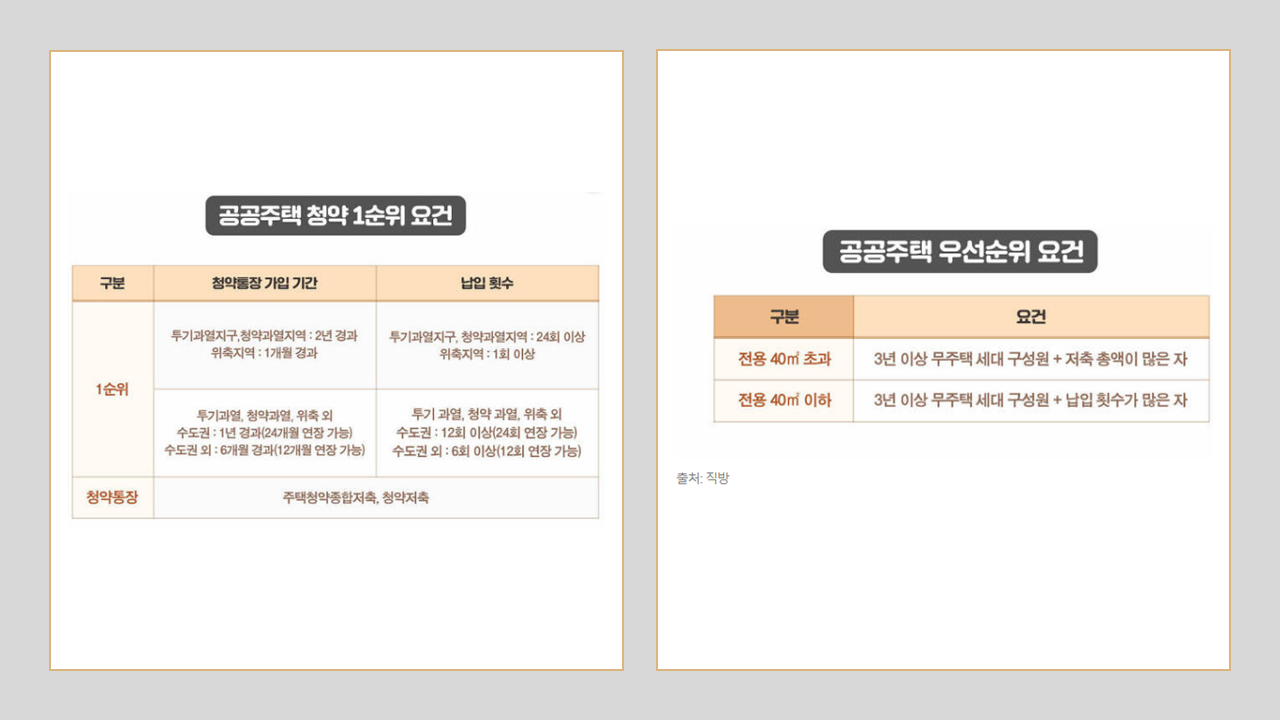 공공주택 청약 1순위 요건
구분
청약통장 가입 기간
납입 횟수
1순위
투기과열지구,청약과열지역 : 2년 경과
위축지역 : 1개월 경과
투기과열지구, 청약과열지역 : 24회 이상
위축지역 : 1회 이상
투기과열, 청약과열, 위축 외
수도권 : 1년 경과(24개월 연장 가능)
수도권 외 : 6개월 경과(12개월 연장 가능)
투기 과열, 청약 과열, 위축 외
수도권 : 12회 이상(24회 연장 가능)
수도권 외 : 6회 이상(12회 연장 가능)
청약통장
주택청약종합저축, 청약저축
공공주택 우선순위 요건
구분
요건
전용 40㎡ 초과
3년 이상 무주택 세대 구성원 + 저축 총액이 많은 자
전용 40㎡ 이하
3년 이상 무주택 세대 구성원 + 납입 횟수가 많은 자
출처: 직방